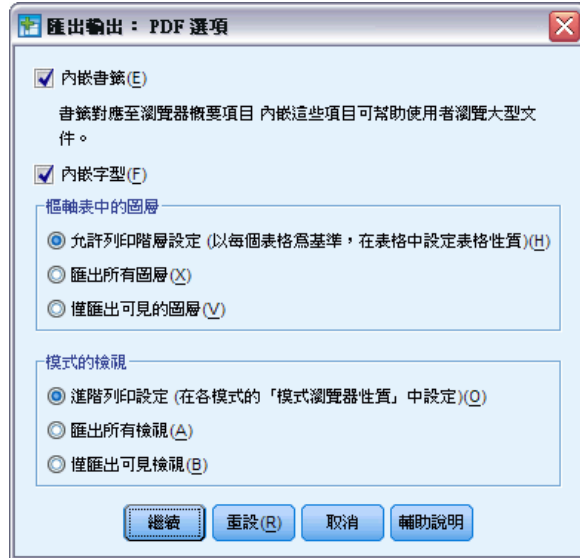 匯出輸出： PDF 選項
內嵌書籤(E)
書籤對應至瀏覽器概要項目 內嵌這些項目可幫助使用者瀏覽大型文
件。
內嵌字型(F)
樞軸表中的圖層
允許列印階層設定 (以每個表格為基準，在表格中設定表格性質)(H)
匯出所有圖層(X)
僅匯出可見的圖層(V)
模式的檢視
進階列印設定 (在各模式的「模式瀏覽器性質」中設定)(O)
匯出所有檢視(A)
僅匯出可見檢視(B)
繼續 重設(R) 取消 輔助說明